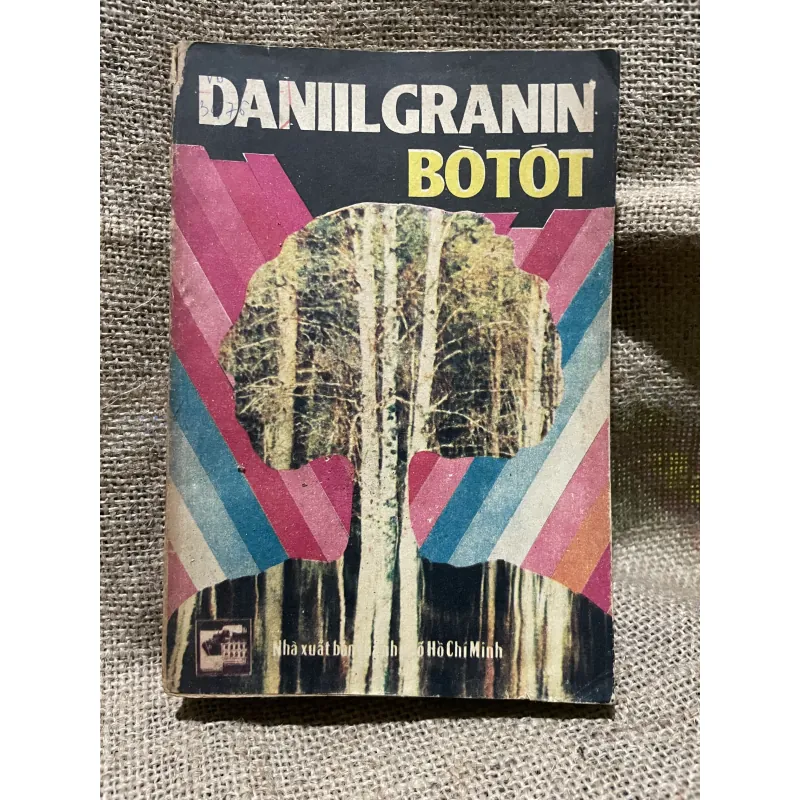 DANIIL GRANIN
BÒ TÓT
Nhà xuất bản Hồ Chí Minh